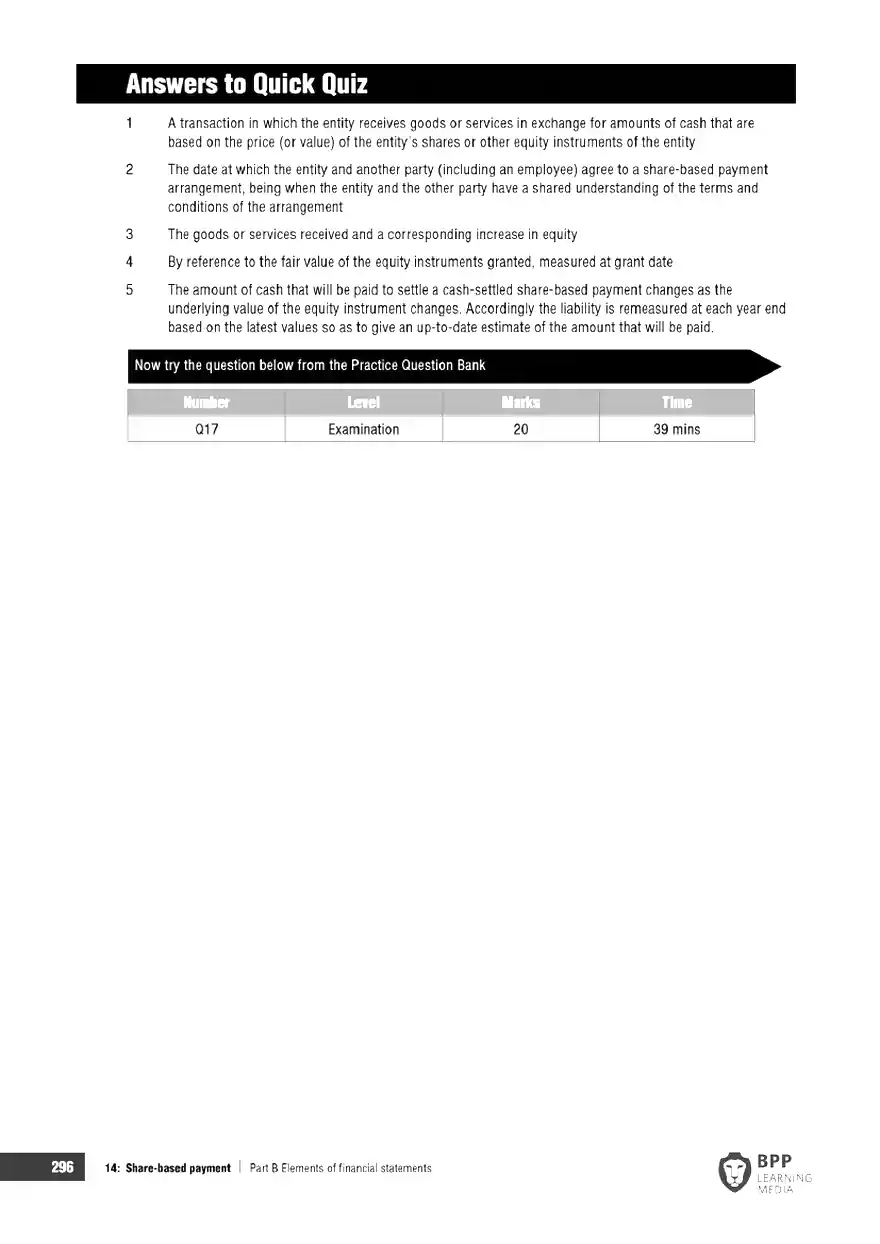 Answers to Quick Quiz
1 A transaction in which the entity receives goods or services in exchange for amounts of cash that are
based on the price (or value) of the entity's shares or other equity instruments of the entity
2 The date at which the entity and another party (including an employee) agree to a share-based payment
arrangement, being when the entity and the other party have a shared understanding of the terms and
conditions of the arrangement
3 The goods or services received and a corresponding increase in equity
4 By reference to the fair value of the equity instruments granted, measured at grant date
5 The amount of cash that will be paid to settle a cash-settled share-based payment changes as the
underlying value of the equity instrument changes. Accordingly the liability is remeasured at each year end
based on the latest values so as to give an up-to-date estimate of the amount that will be paid.
Now try the question below from the Practice Question Bank
Number Level Marks Time
Q17 Examination 20 39 mins
296 14: Share-based payment | Part B Elements of financial statements
BPP
LEARNING
MEDIA